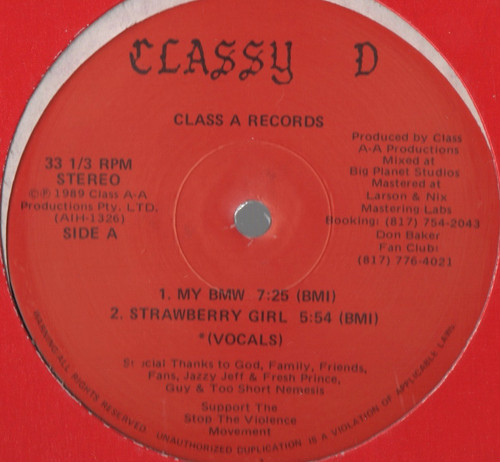 CLASSY D
CLASS A RECORDS
33 1/3 RPM
STEREO
©℗ 1989 Class A-A
Productions Pty. LTD.
(AIH-1326)
SIDE A
Produced by Class
A-A Productions
Mixed at
Big Planet Studios
Mastered at
Larson & Nix
Mastering Labs
Booking: (817) 754-2043
Don Baker
Fan Club:
(817) 776-4021
1. MY BMW 7:25 (BMI)
2. STRAWBERRY GIRL 5:54 (BMI)
*(VOCALS)
Special Thanks to God, Family, Friends,
Fans, Jazzy Jeff & Fresh Prince,
Guy & Too Short Nemesis
Support The
Stop-The Violence
Movement
WARNING ALL RIGHTS RESERVED. UNAUTHORIZED DUPLICATION IS A VIOLATION OF APPLICABLE LAWS.